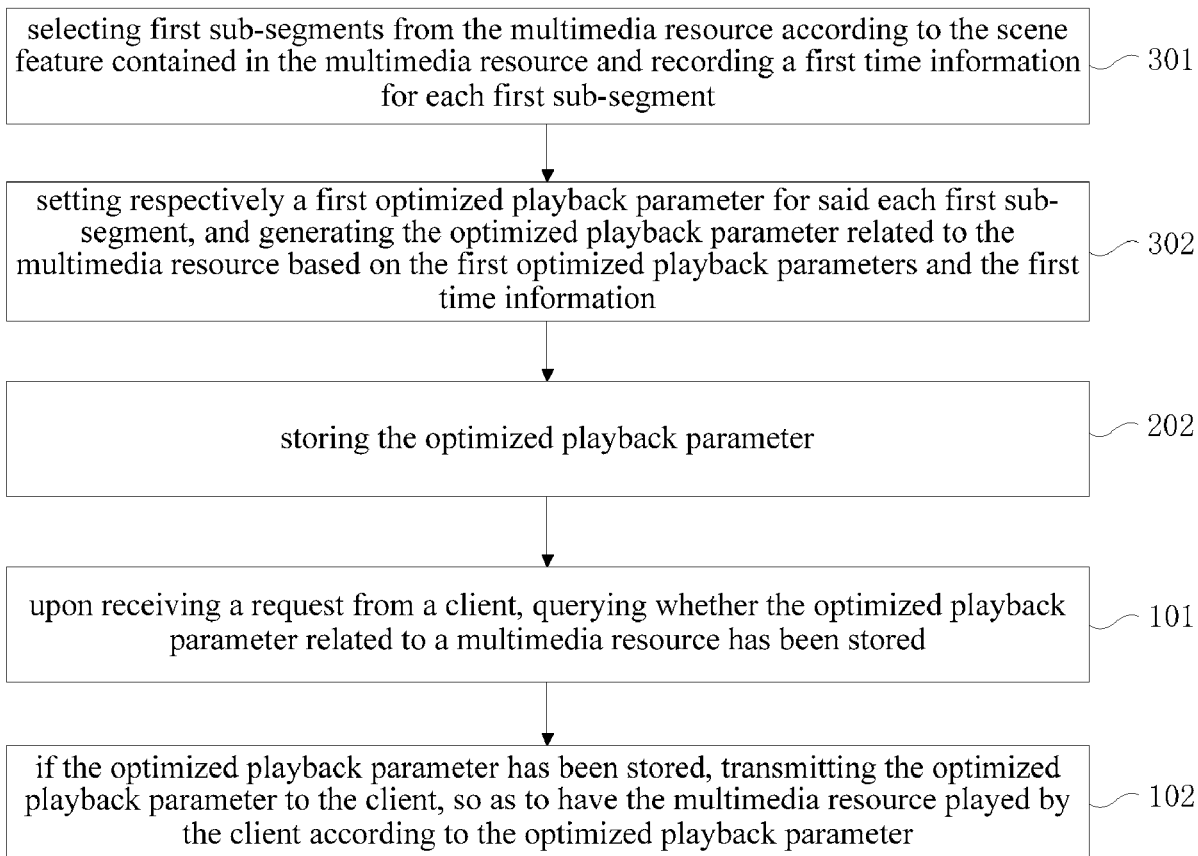 selecting first sub-segments from the multimedia resource according to the scene
feature contained in the multimedia resource and recording a first time information
for each first sub-segment
301
setting respectively a first optimized playback parameter for said each first sub-
segment, and generating the optimized playback parameter related to the
multimedia resource based on the first optimized playback parameters and the first
time information
302
storing the optimized playback parameter
202
upon receiving a request from a client, querying whether the optimized playback
parameter related to a multimedia resource has been stored
101
if the optimized playback parameter has been stored, transmitting the optimized
playback parameter to the client, so as to have the multimedia resource played by
the client according to the optimized playback parameter
102